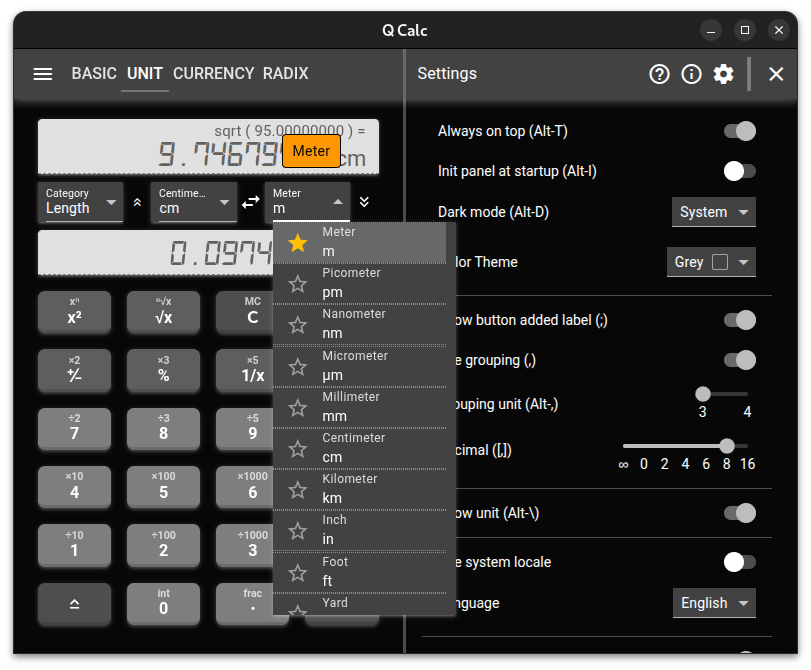 Q Calc
BASIC UNIT CURRENCY RADIX
Settings
sqrt ( 95.00000000 ) =
9.74679
cm
Meter
Category
Length
Centime...
cm
Meter
m
0.0974
Meter
m
Picometer
pm
Nanometer
nm
Micrometer
µm
Millimeter
mm
Centimeter
cm
Kilometer
km
Inch
in
Foot
ft
Yard
xⁿ
x²
ⁿ√x
√x
MC
C
×2
+/−
×3
%
×5
1/x
÷2
7
÷3
8
÷5
9
×10
4
×100
5
×1000
6
÷10
1
÷100
2
÷1000
3
int
0
frac
.
Always on top (Alt-T)
Init panel at startup (Alt-I)
Dark mode (Alt-D)
System
lor Theme
Grey
ow button added label (;)
e grouping (,)
ouping unit (Alt-,)
3 4
cimal ([,])
∞ 0 2 4 6 8 16
ow unit (Alt-\)
e system locale
nguage
English